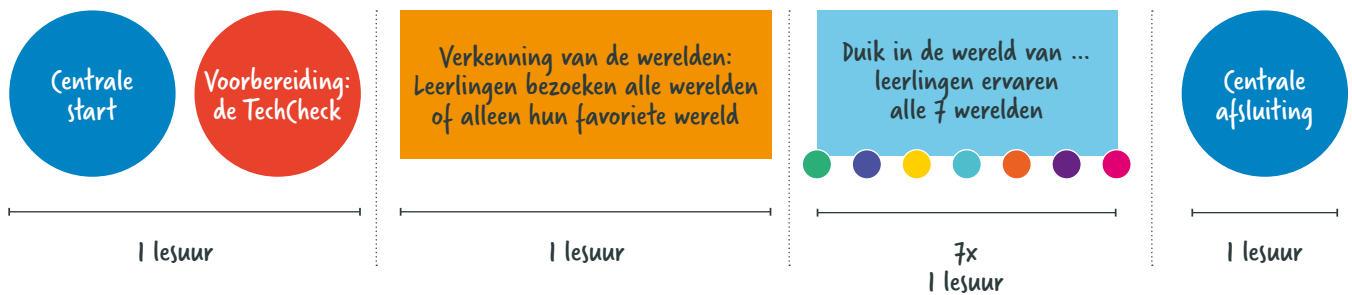 Centrale
start
Voorbereiding:
de TechCheck
Verkenning van de werelden:
Leerlingen bezoeken alle werelden
of alleen hun favoriete wereld
Duik in de wereld van ...
leerlingen ervaren
alle 7 werelden
Centrale
afsluiting
1 lesuur
1 lesuur
7x
1 lesuur
1 lesuur